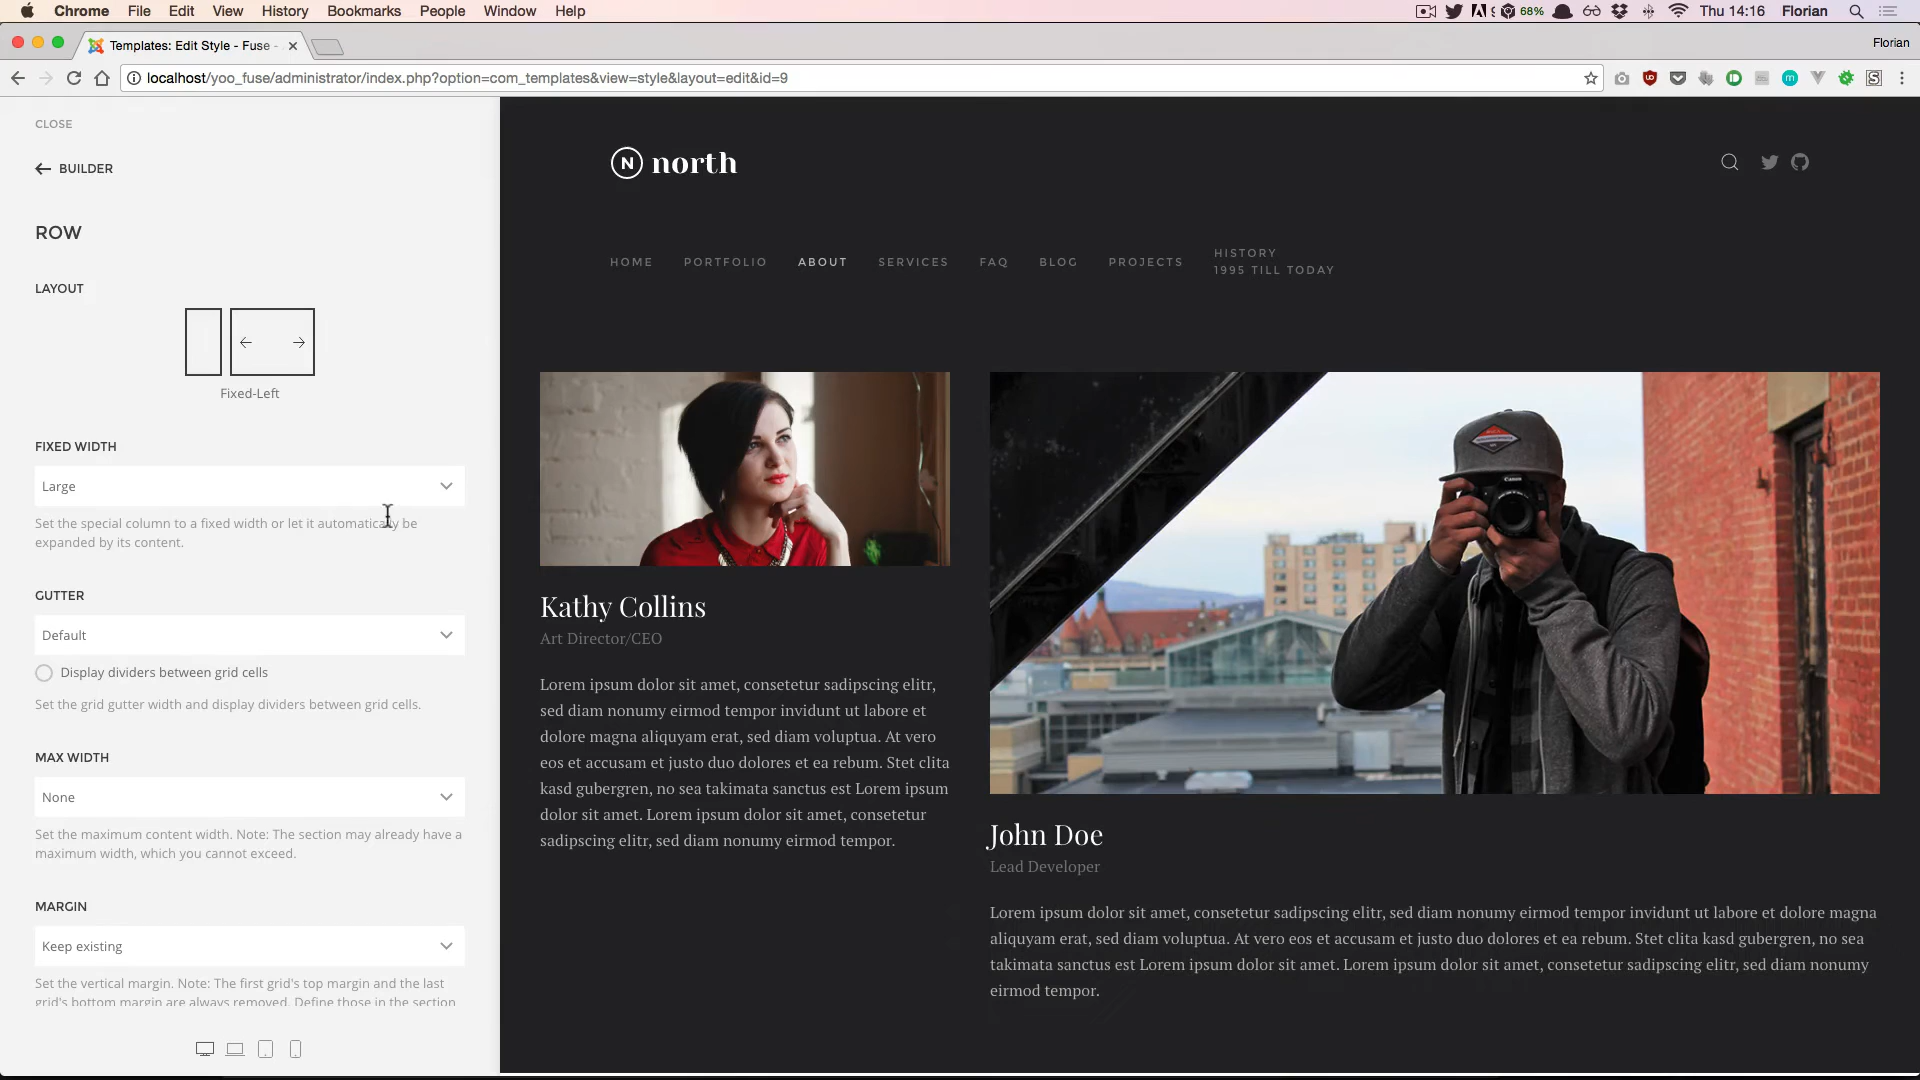 Chrome File Edit View History Bookmarks People Window Help
68% Thu 14:16 Florian
Templates: Edit Style - Fuse -
Florian
localhost/yoo_fuse/administrator/index.php?option=com_templates&view=style&layout=edit&id=9
CLOSE
BUILDER
ROW
LAYOUT
Fixed-Left
FIXED WIDTH
Large
Set the special column to a fixed width or let it automatically be
expanded by its content.
GUTTER
Default
Display dividers between grid cells
Set the grid gutter width and display dividers between grid cells.
MAX WIDTH
None
Set the maximum content width. Note: The section may already have a
maximum width, which you cannot exceed.
MARGIN
Keep existing
Set the vertical margin. Note: The first grid's top margin and the last
grid's bottom margin are always removed. Define those in the section
N north
HOME PORTFOLIO ABOUT SERVICES FAQ BLOG PROJECTS HISTORY
1995 TILL TODAY
Kathy Collins
Art Director/CEO
Lorem ipsum dolor sit amet, consetetur sadipscing elitr,
sed diam nonumy eirmod tempor invidunt ut labore et
dolore magna aliquyam erat, sed diam voluptua. At vero
eos et accusam et justo duo dolores et ea rebum. Stet clita
kasd gubergren, no sea takimata sanctus est Lorem ipsum
dolor sit amet. Lorem ipsum dolor sit amet, consetetur
sadipscing elitr, sed diam nonumy eirmod tempor.
Canon
John Doe
Lead Developer
Lorem ipsum dolor sit amet, consetetur sadipscing elitr, sed diam nonumy eirmod tempor invidunt ut labore et dolore magna
aliquyam erat, sed diam voluptua. At vero eos et accusam et justo duo dolores et ea rebum. Stet clita kasd gubergren, no sea
takimata sanctus est Lorem ipsum dolor sit amet. Lorem ipsum dolor sit amet, consetetur sadipscing elitr, sed diam nonumy
eirmod tempor.